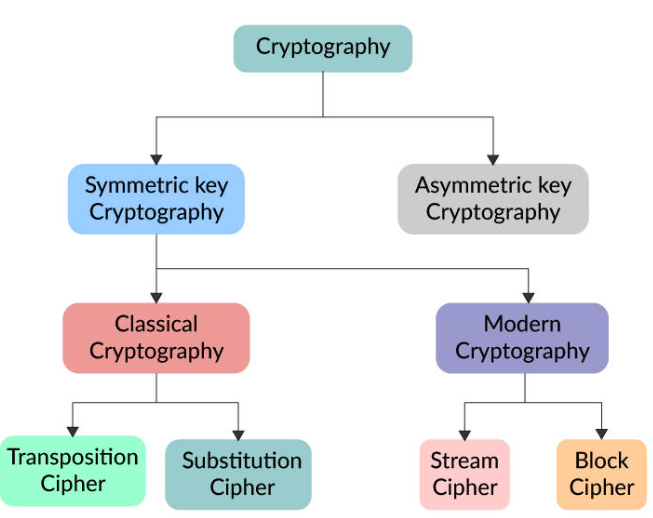 Cryptography
Symmetric key
Cryptography
Asymmetric key
Cryptography
Classical
Cryptography
Modern
Cryptography
Transposition
Cipher
Substitution
Cipher
Stream
Cipher
Block
Cipher